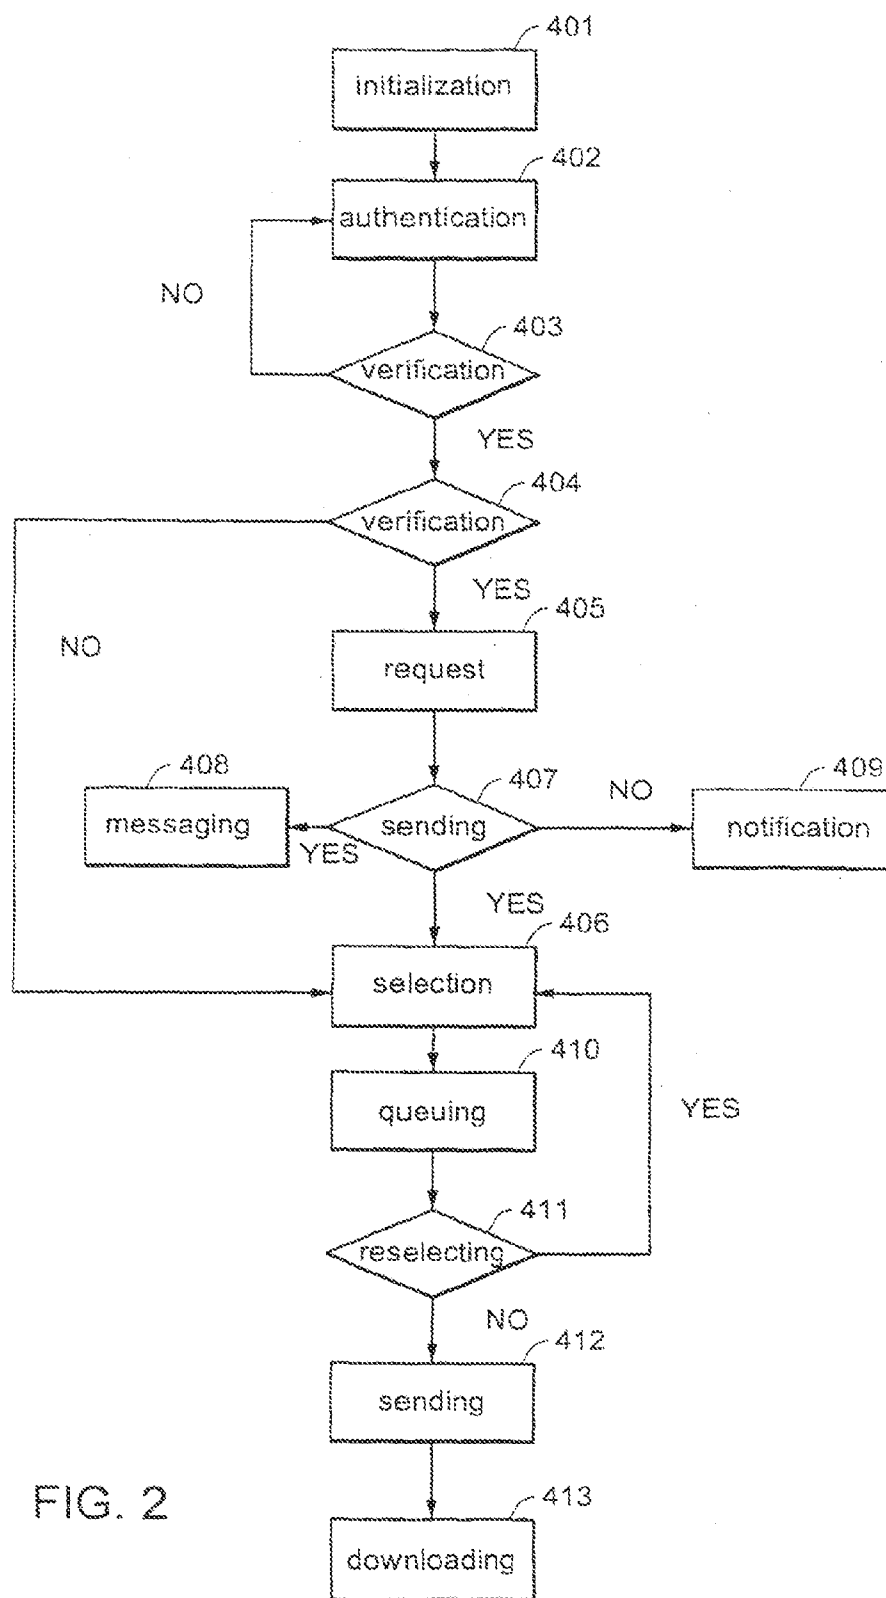 401
initialization
402
authentication
NO
403
verification
YES
404
verification
YES
405
NO
request
408
407
409
NO
messaging
sending
notification
YES
YES
406
selection
410
queuing
YES
411
reselecting
NO
412
sending
FIG. 2
413
downloading